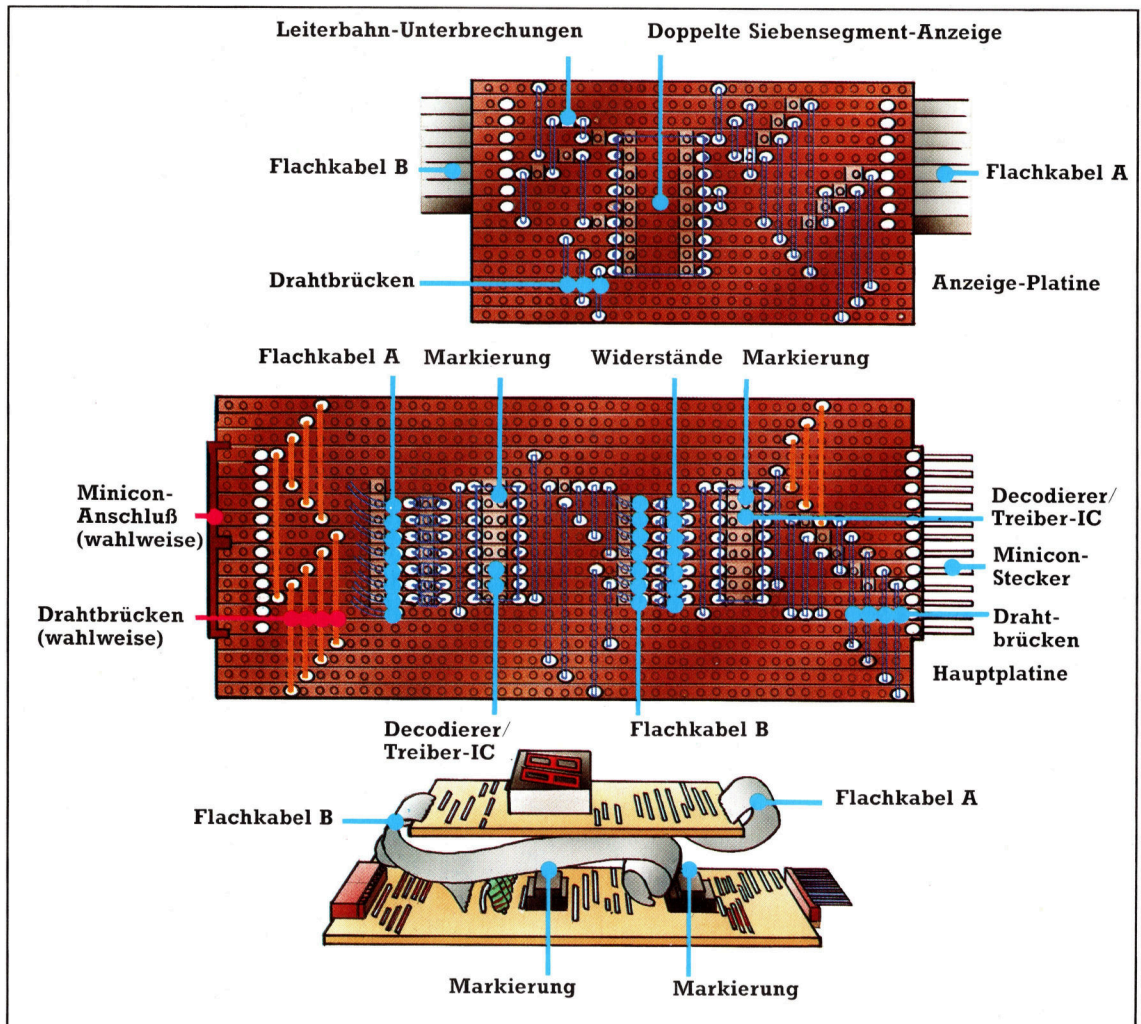 Leiterbahn-Unterbrechungen
Doppelte Siebensegment-Anzeige
Flachkabel B
Flachkabel A
Drahtbrücken
Anzeige-Platine
Flachkabel A
Markierung
Widerstände
Markierung
Minicon-
Anschluß
(wahlweise)
Decodierer/
Treiber-IC
Minicon-
Stecker
Drahtbrücken
(wahlweise)
Draht-
brücken
Hauptplatine
Decodierer/
Treiber-IC
Flachkabel B
Flachkabel B
Flachkabel A
Markierung
Markierung